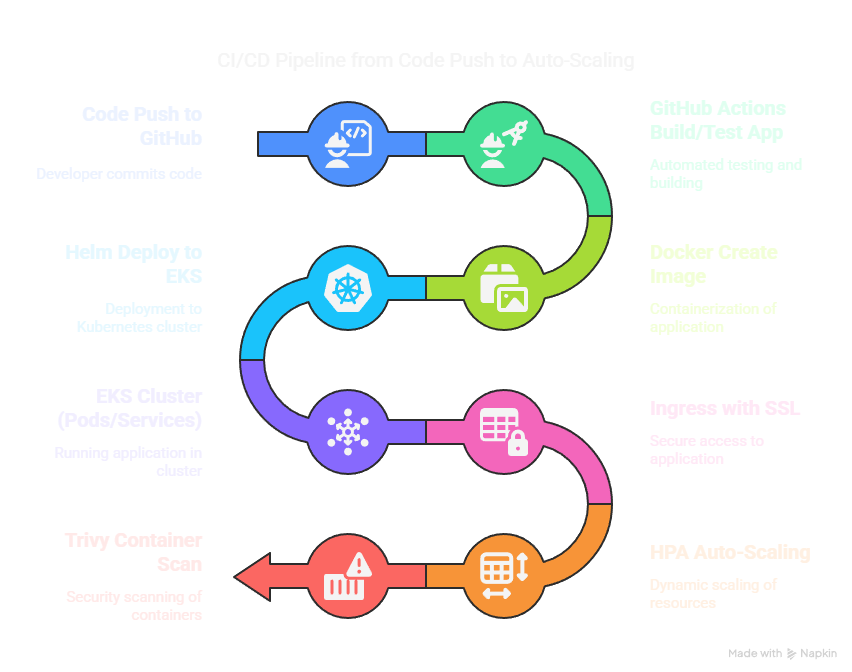 CI/CD Pipeline from Code Push to Auto-Scaling
Code Push to
GitHub
Developer commits code
GitHub Actions
Build/Test App
Automated testing and
building
Docker Create
Image
Containerization of
application
Helm Deploy to
EKS
Deployment to
Kubernetes cluster
EKS Cluster
(Pods/Services)
Running application in
cluster
Ingress with SSL
Secure access to
application
HPA Auto-Scaling
Dynamic scaling of
resources
Trivy Container
Scan
Security scanning of
containers
Made with Napkin